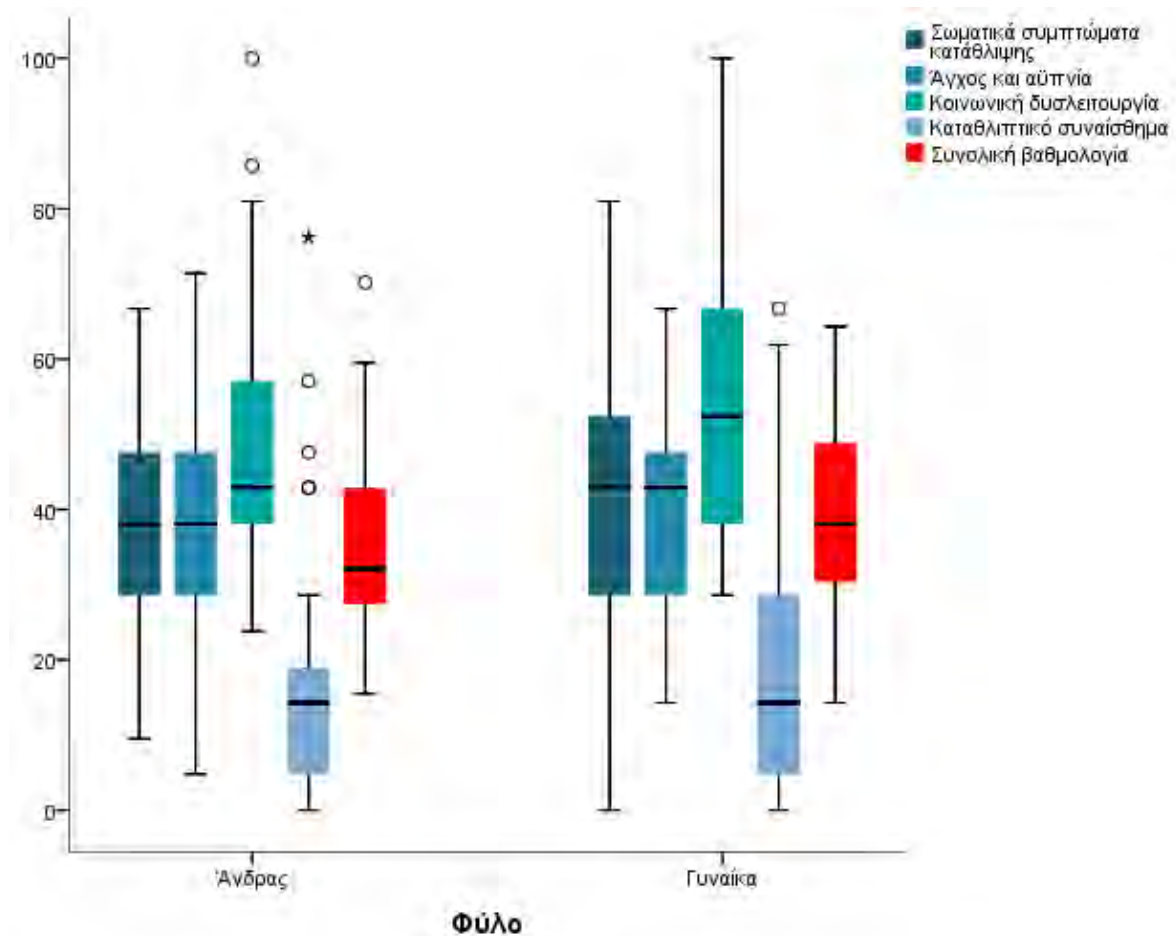 Σωματικά συμπτώματα
κατάθλιψης
Άγχος και αϋπνία
Κοινωνική δυσλειτουργία
Καταθλιπτικό συναίσθημα
Συνολική βαθμολογία
100
80
60
40
20
0
Άνδρας
Γυναίκα
Φύλο